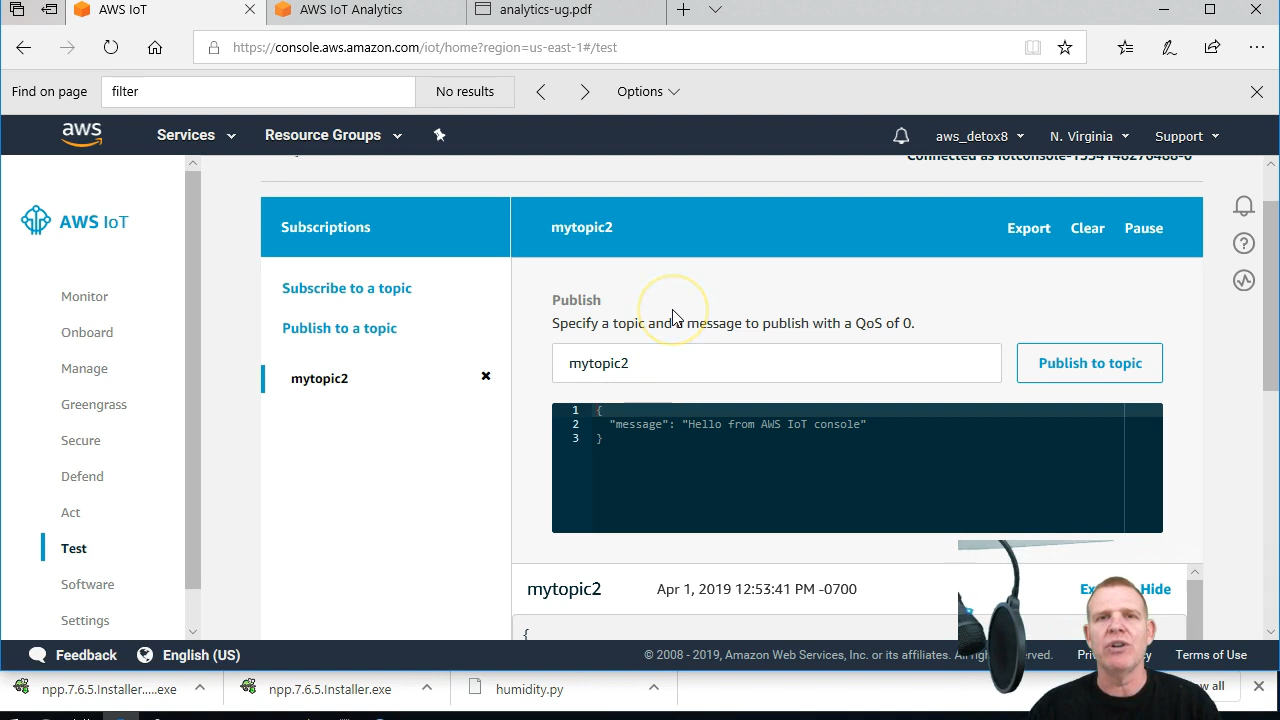 AWS IoT
AWS IoT Analytics
analytics-ug.pdf
https://console.aws.amazon.com/iot/home?region=us-east-1#/test
Find on page
filter
No results
Options
aws
Services
Resource Groups
aws_detox8
N. Virginia
Support
AWS IoT
Monitor
Onboard
Manage
Greengrass
Secure
Defend
Act
Test
Software
Settings
Subscriptions
Subscribe to a topic
Publish to a topic
mytopic2
mytopic2
Export
Clear
Pause
Publish
Specify a topic and a message to publish with a QoS of 0.
mytopic2
Publish to topic
1 {
2 "message": "Hello from AWS IoT console"
3 }
mytopic2
Apr 1, 2019 12:53:41 PM -0700
Hide
{
Feedback
English (US)
© 2008 - 2019, Amazon Web Services, Inc. or its affiliates. All rights reserved.
Terms of Use
npp.7.6.5.Installer.....exe
npp.7.6.5.Installer.exe
humidity.py